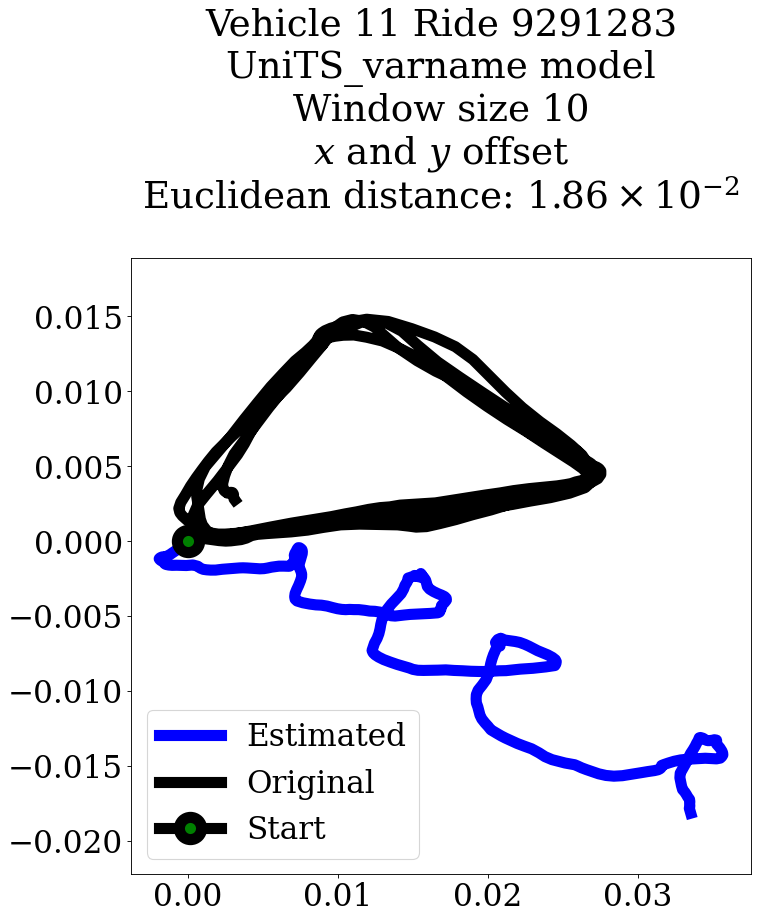 Vehicle 11 Ride 9291283
UniTS_varname model
Window size 10
x and y offset
Euclidean distance: 1.86 × 10⁻²
0.015
0.010
0.005
0.000
−0.005
−0.010
−0.015
−0.020
Estimated
Original
Start
0.00 0.01 0.02 0.03